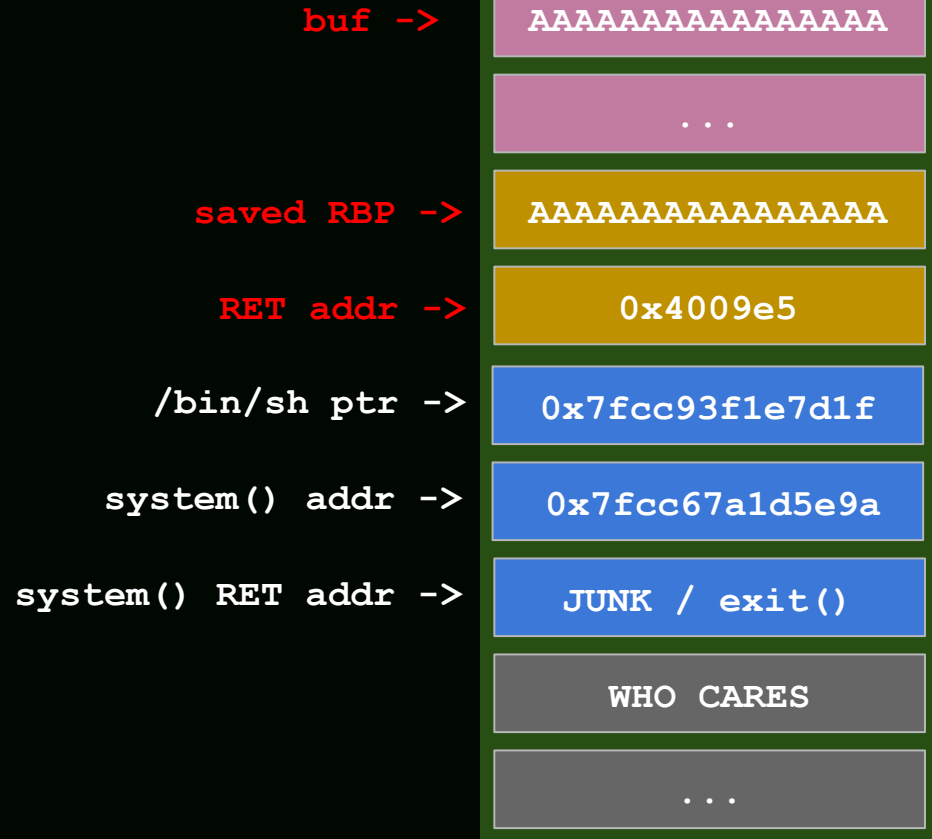 buf -> AAAAAAAAAAAAAAAA
...
saved RBP -> AAAAAAAAAAAAAAAA
RET addr -> 0x4009e5
/bin/sh ptr -> 0x7fcc93f1e7d1f
system() addr -> 0x7fcc67a1d5e9a
system() RET addr -> JUNK / exit()
WHO CARES
...